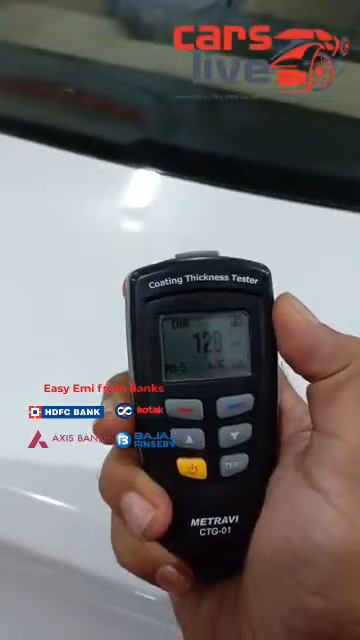 cars
live
Coating Thickness Tester
128
Easy Emi from Banks
HDFC BANK
kotak
AXIS BANK
BAJAJ
FINSERV
ZERO
METRAVI
CTG-01